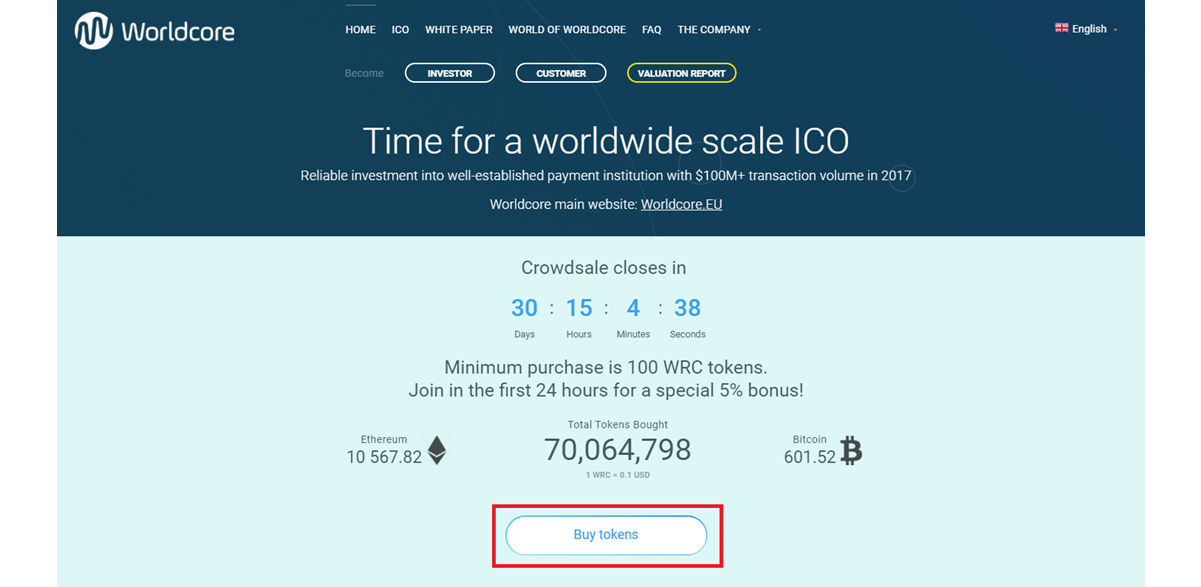 Worldcore
HOME ICO WHITE PAPER WORLD OF WORLDCORE FAQ THE COMPANY
English
Become INVESTOR CUSTOMER VALUATION REPORT
Time for a worldwide scale ICO
Reliable investment into well-established payment institution with $100M+ transaction volume in 2017
Worldcore main website: Worldcore.EU
Crowdsale closes in
30 : 15 : 4 : 38
Days Hours Minutes Seconds
Minimum purchase is 100 WRC tokens.
Join in the first 24 hours for a special 5% bonus!
Ethereum
10 567.82
Total Tokens Bought
70,064,798
1 WRC = 0.1 USD
Bitcoin
601.52
Buy tokens